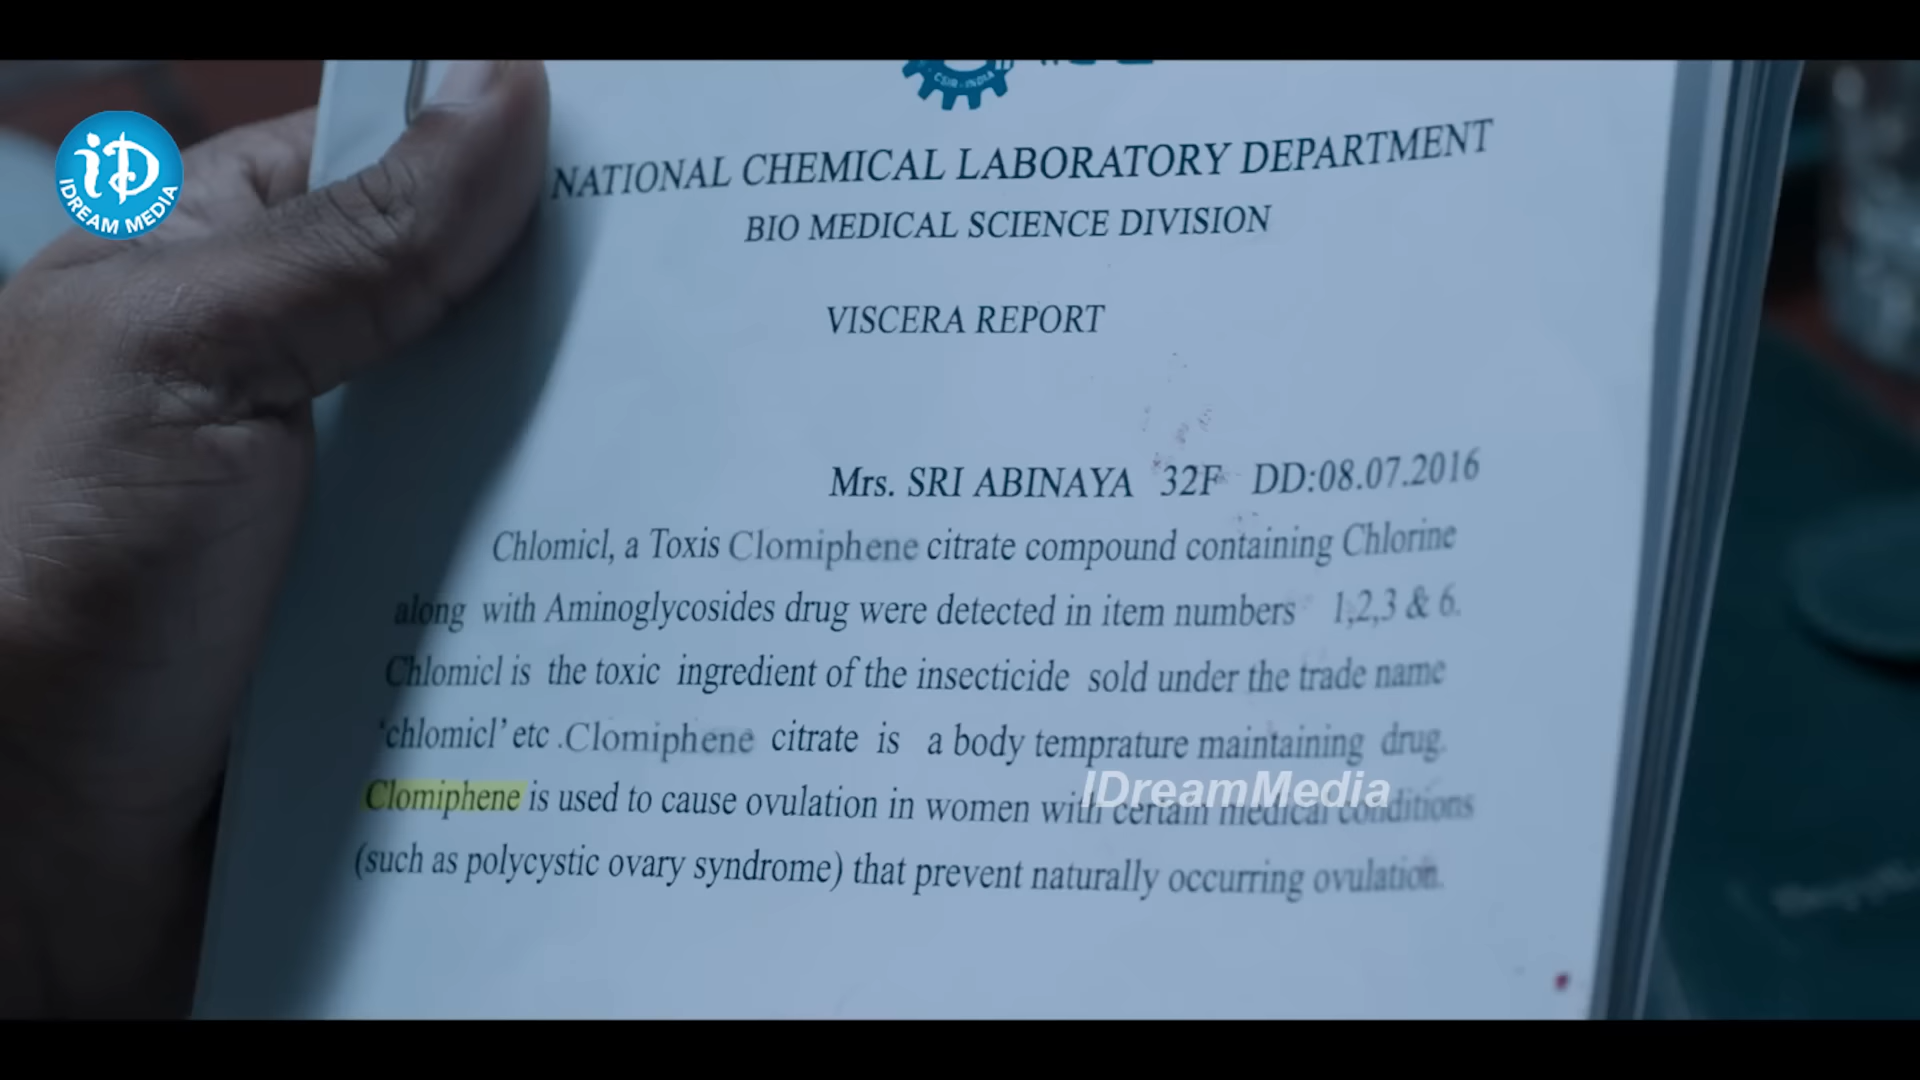 CSIR-INDIA
iD
IDREAM MEDIA
NATIONAL CHEMICAL LABORATORY DEPARTMENT
BIO MEDICAL SCIENCE DIVISION
VISCERA REPORT
Mrs. SRI ABINAYA 32F DD:08.07.2016
Chlomicl, a Toxis Clomiphene citrate compound containing Chlorine
along with Aminoglycosides drug were detected in item numbers 1,2,3 & 6.
Chlomicl is the toxic ingredient of the insecticide sold under the trade name
'chlomicl' etc .Clomiphene citrate is a body temprature maintaining drug.
Clomiphene is used to cause ovulation in women with certain medical conditions
IDreamMedia
(such as polycystic ovary syndrome) that prevent naturally occurring ovulation.